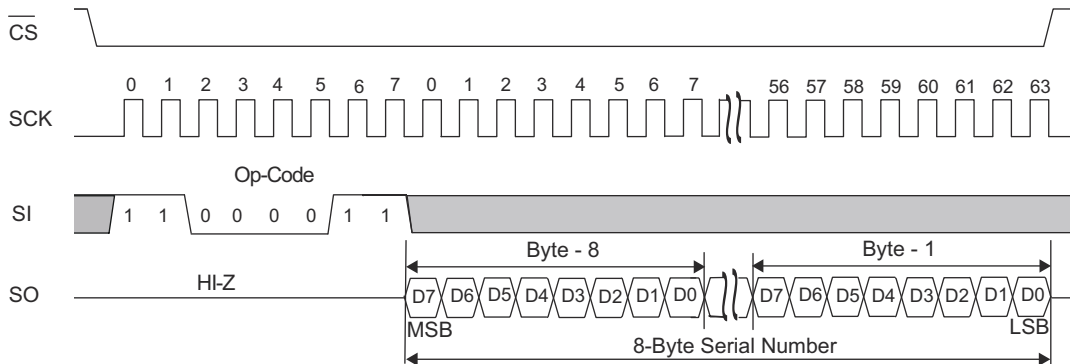 CS
0 1 2 3 4 5 6 7 0 1 2 3 4 5 6 7 56 57 58 59 60 61 62 63
SCK
Op-Code
SI 1 1 0 0 0 0 1 1
Byte - 8 Byte - 1
HI-Z
SO D7 D6 D5 D4 D3 D2 D1 D0 D7 D6 D5 D4 D3 D2 D1 D0
MSB LSB
8-Byte Serial Number